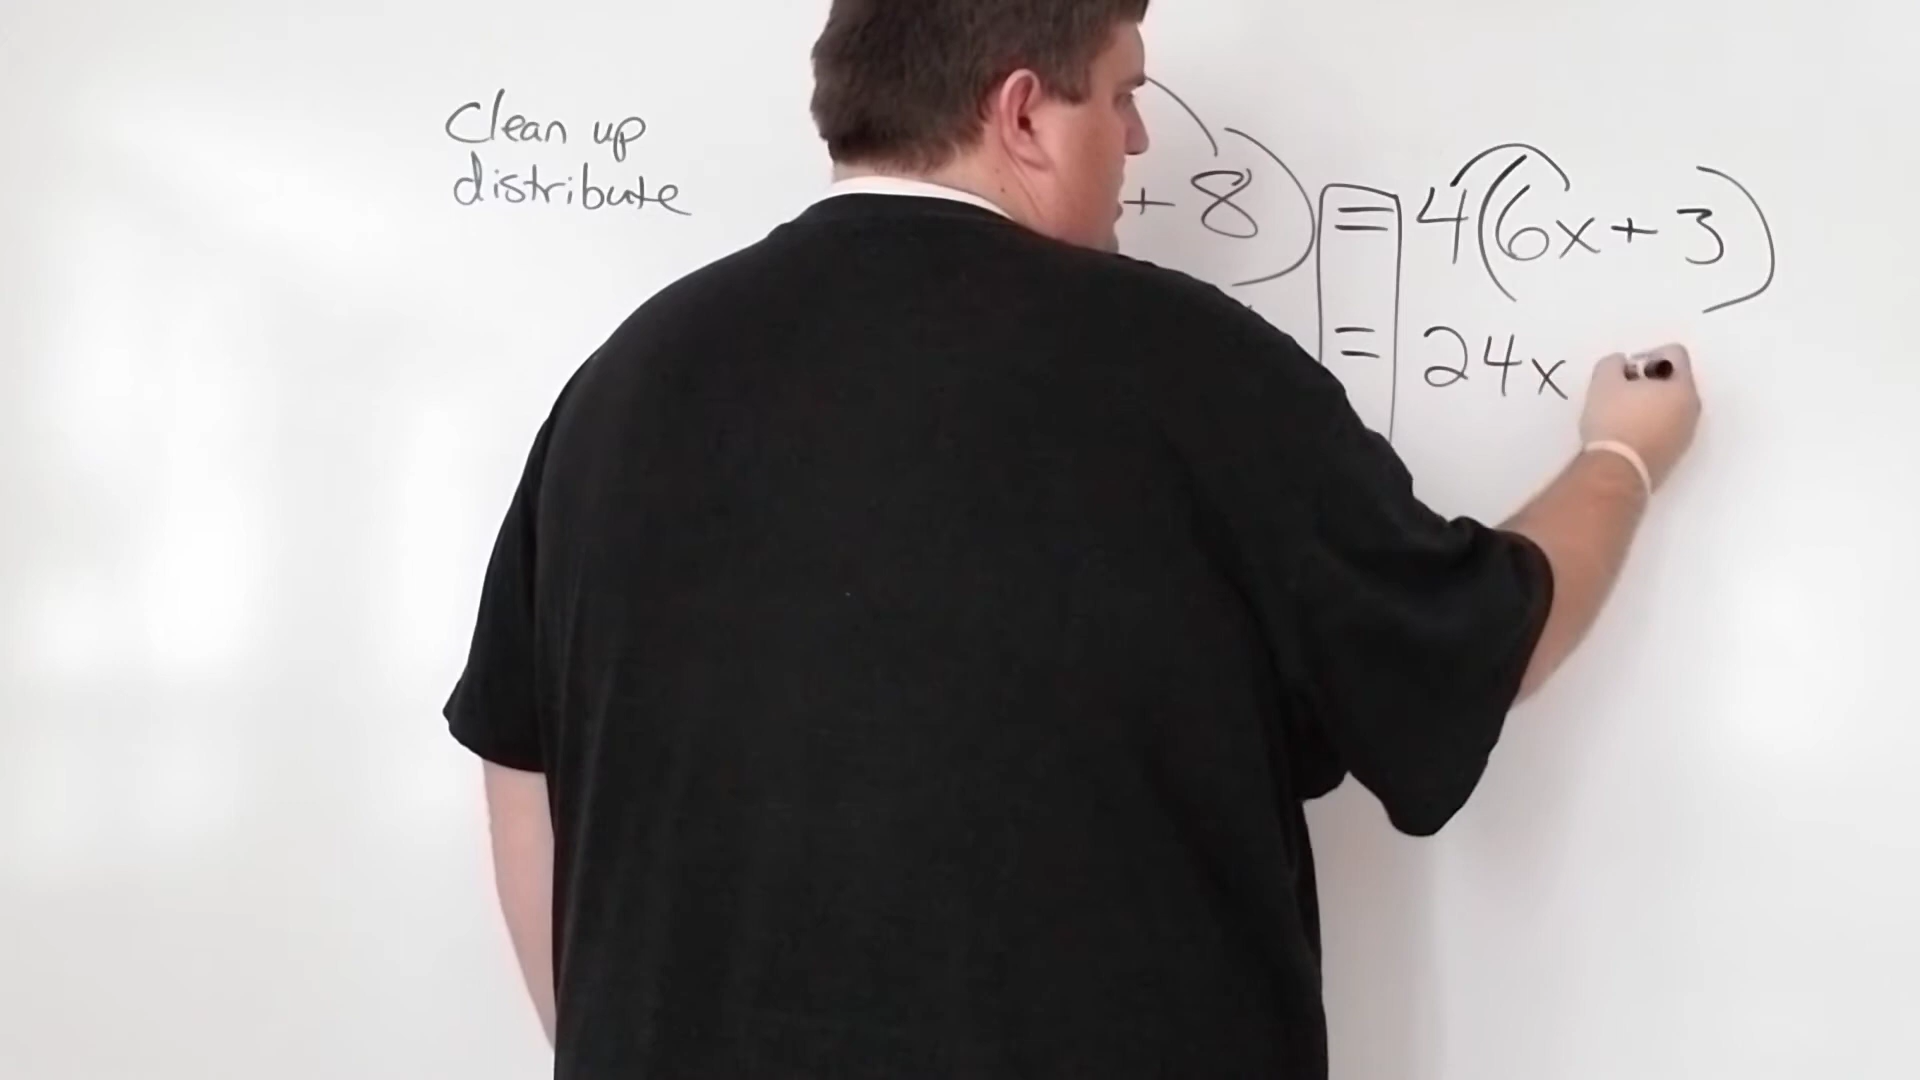 Clean up
distribute
+ 8) = 4(6x + 3)
= 24x